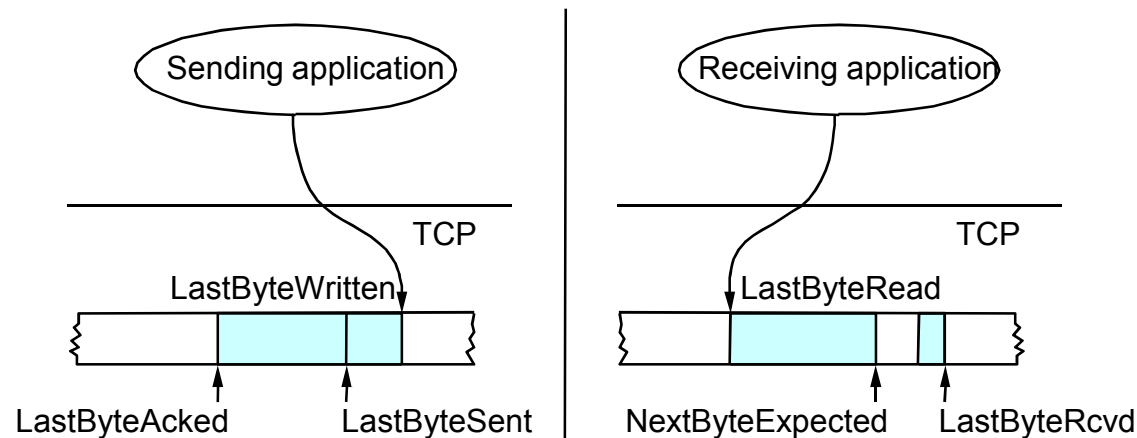 Sending application
TCP
LastByteWritten
LastByteAcked
LastByteSent
Receiving application
TCP
LastByteRead
NextByteExpected
LastByteRcvd